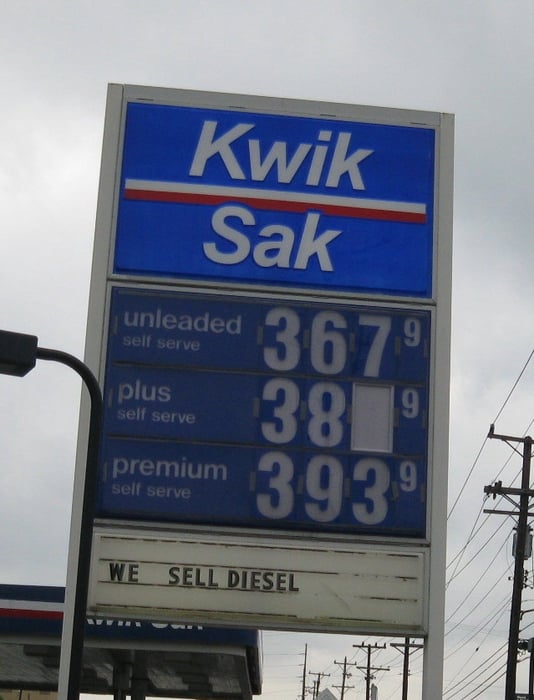 Kwik
Sak
unleaded
self serve
367 9
plus
self serve
38 9
premium
self serve
393 9
WE SELL DIESEL